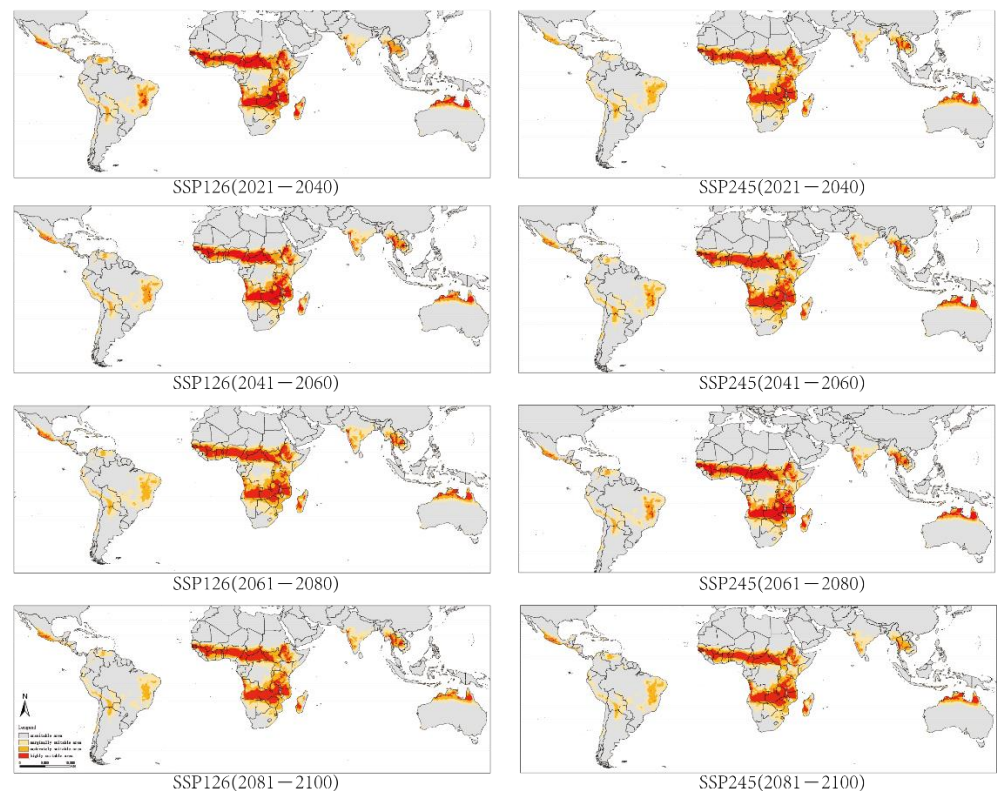 SSP126(2021－2040)
SSP245(2021－2040)
SSP126(2041－2060)
SSP245(2041－2060)
SSP126(2061－2080)
SSP245(2061－2080)
N
unsuitable area
marginally suitable area
moderately suitable area
highly suitable area
SSP126(2081－2100)
SSP245(2081－2100)